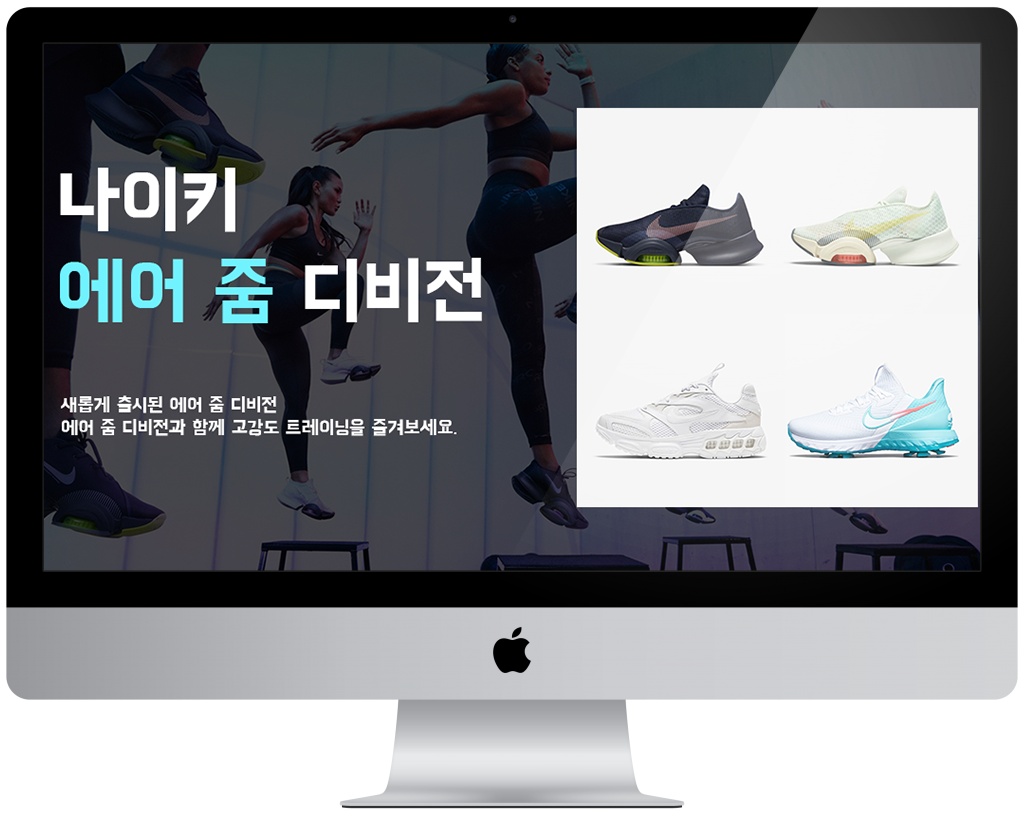 나이키
에어 줌 디비전
새롭게 출시된 에어 줌 디비전
에어 줌 디비전과 함께 고강도 트레이닝을 즐겨보세요.